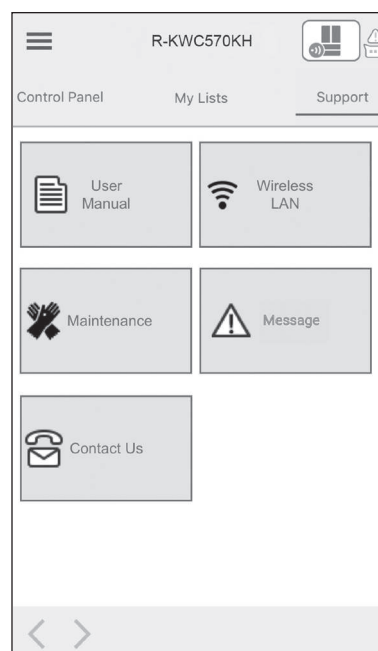 R-KWC570KH
Control Panel My Lists Support
User
Manual
Wireless
LAN
Maintenance
Message
Contact Us